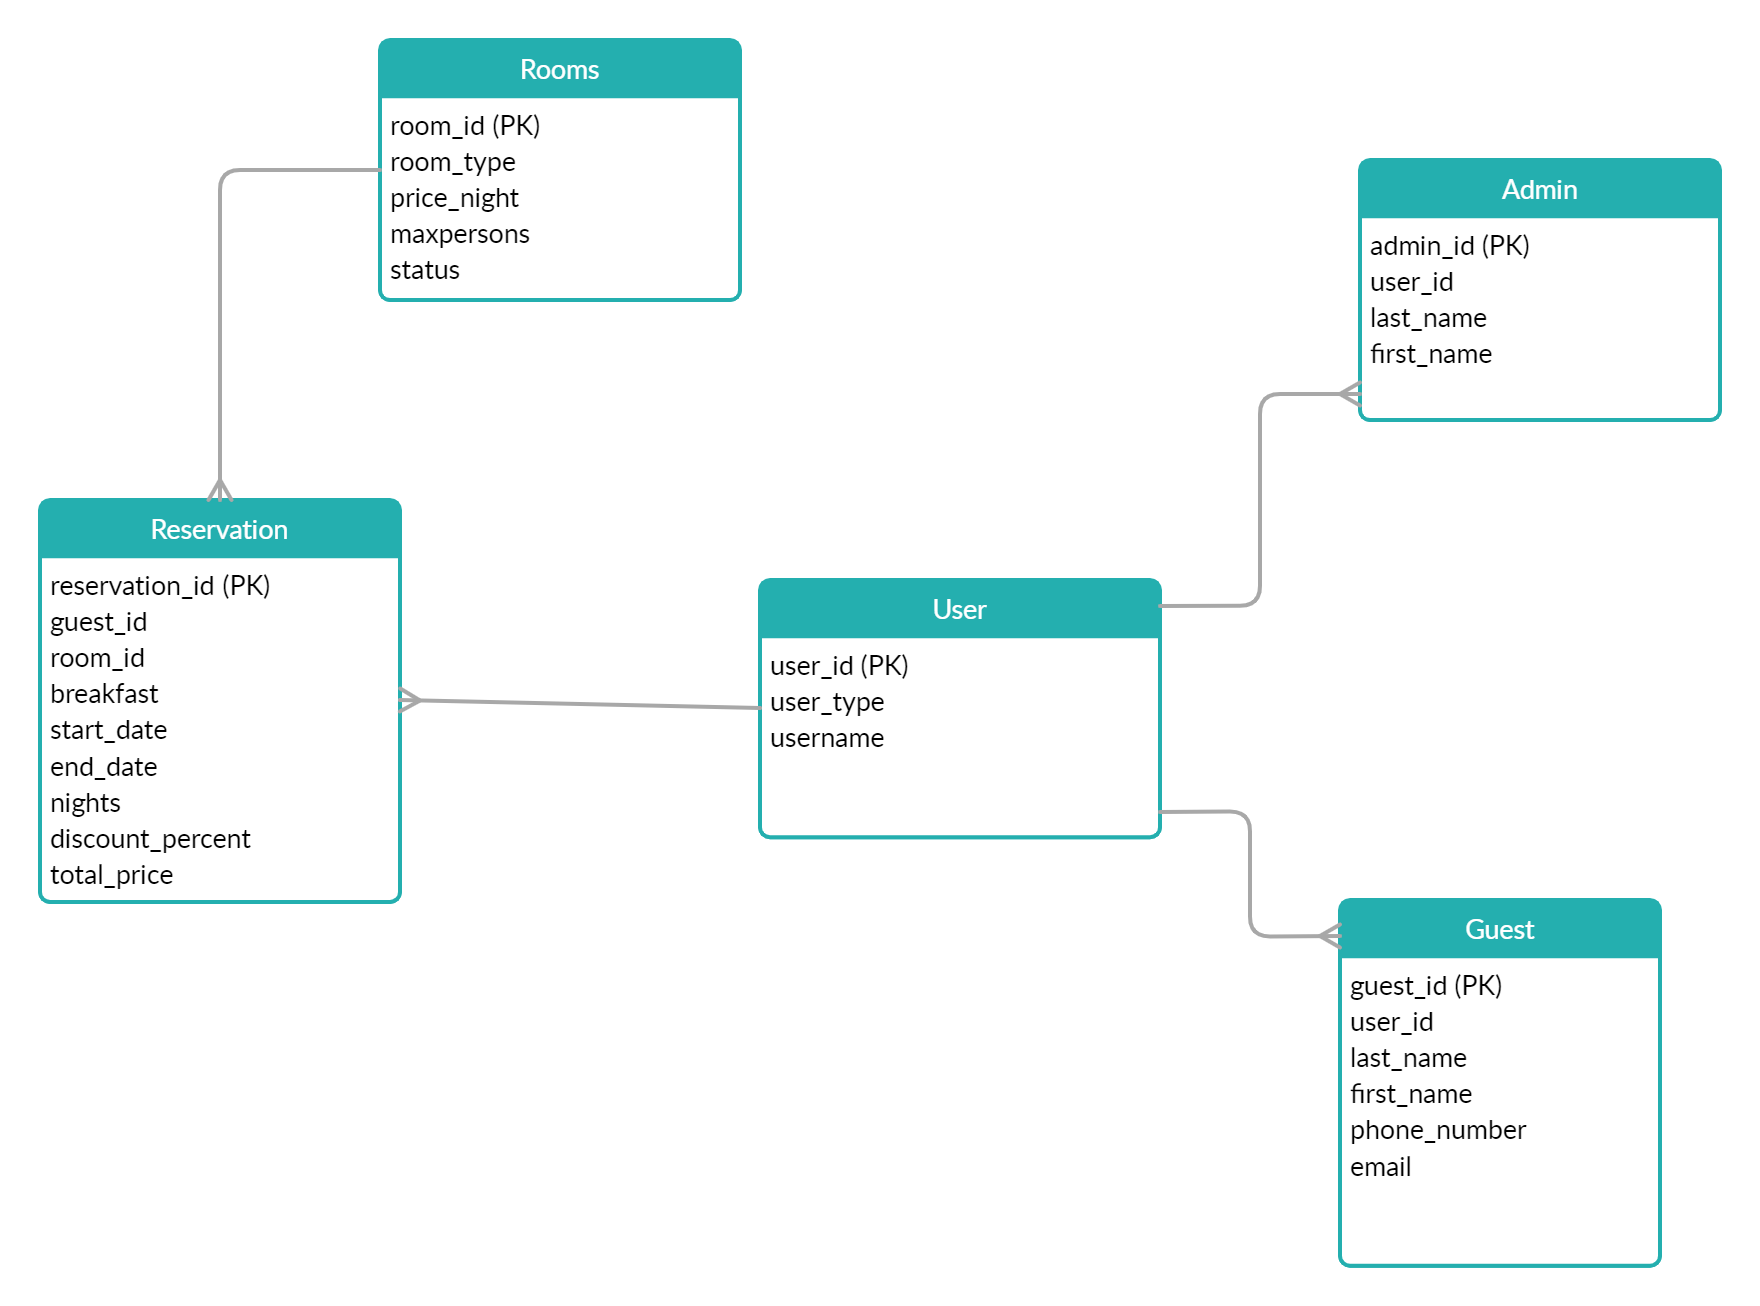 Rooms
room_id (PK)
room_type
price_night
maxpersons
status
Admin
admin_id (PK)
user_id
last_name
first_name
Reservation
reservation_id (PK)
guest_id
room_id
breakfast
start_date
end_date
nights
discount_percent
total_price
User
user_id (PK)
user_type
username
Guest
guest_id (PK)
user_id
last_name
first_name
phone_number
email